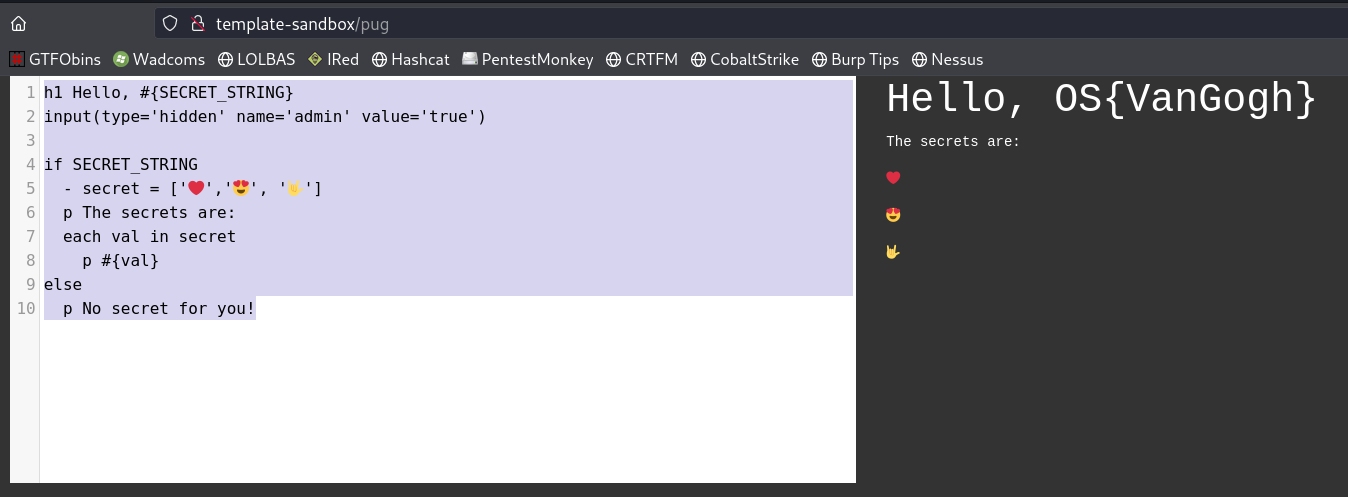 template-sandbox/pug
GTFObins Wadcoms LOLBAS IRed Hashcat PentestMonkey CRTFM CobaltStrike Burp Tips Nessus
1 h1 Hello, #{SECRET_STRING}
2 input(type='hidden' name='admin' value='true')
3
4 if SECRET_STRING
5   - secret = ['❤️','😍', '🤟']
6   p The secrets are:
7   each val in secret
8     p #{val}
9 else
10   p No secret for you!
Hello, OS{VanGogh}
The secrets are:
❤️
😍
🤟